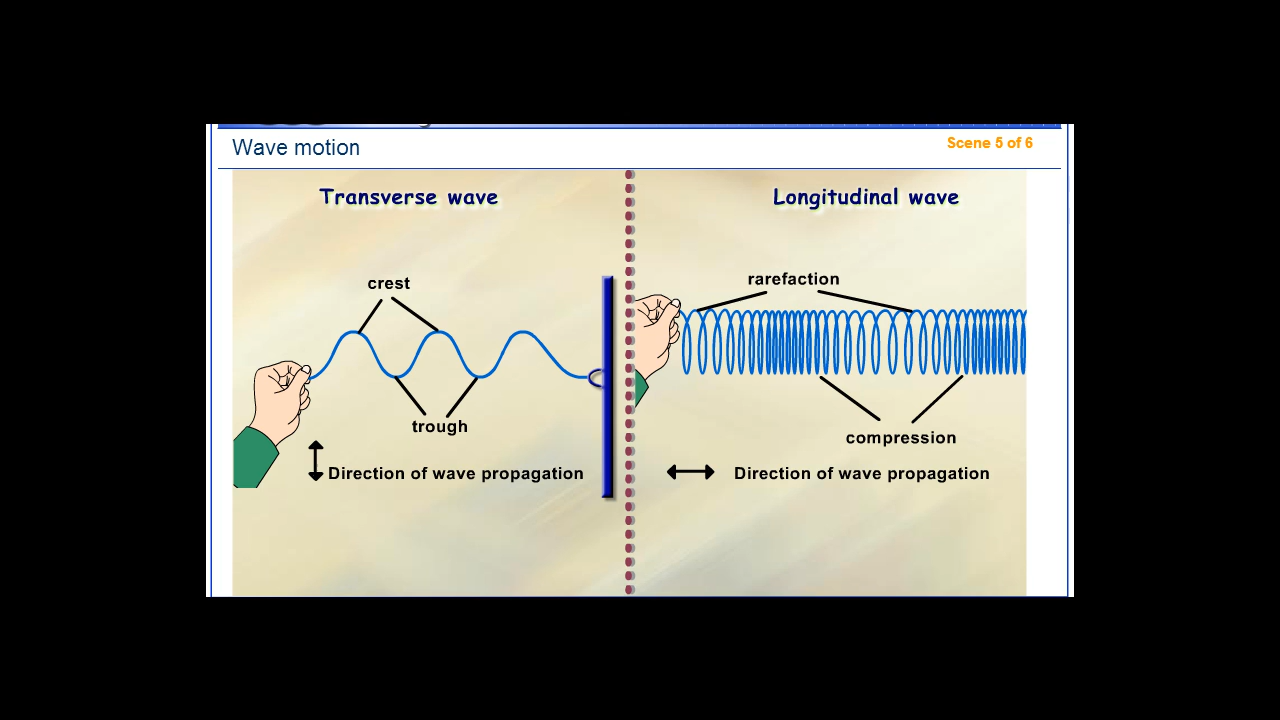 Wave motion
Scene 5 of 6
Transverse wave
Longitudinal wave
crest
rarefaction
trough
compression
Direction of wave propagation
Direction of wave propagation